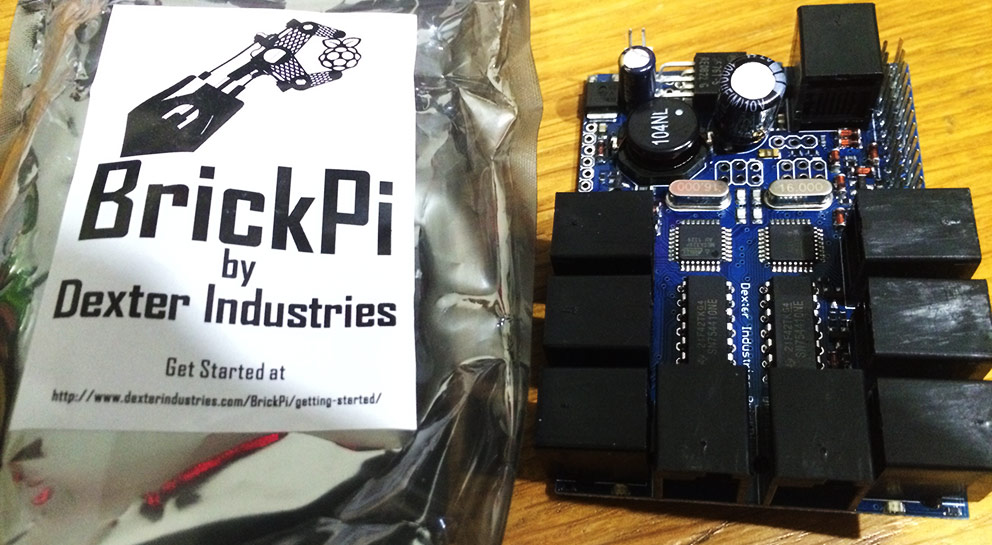 BrickPi
by
Dexter Industries
Get Started at
http://www.dexterindustries.com/BrickPi/getting-started/
104NL
16.000
16.000
Dexter Industries